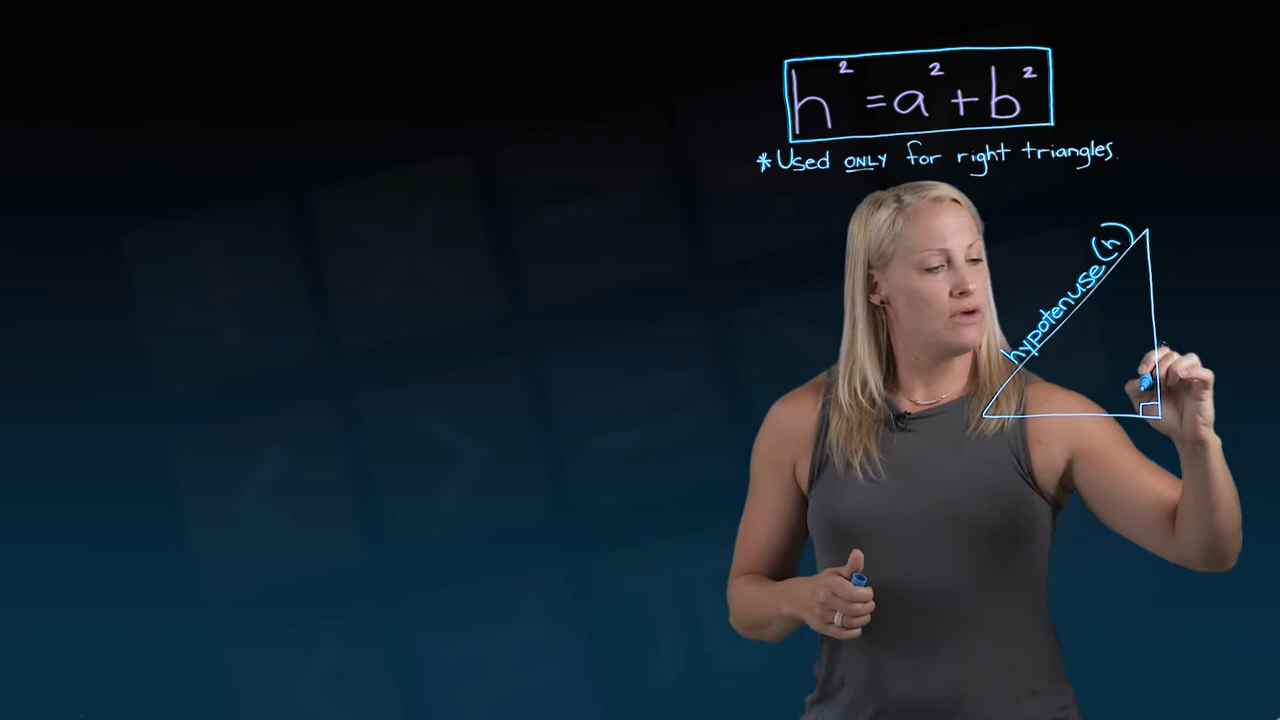 h² = a² + b²
* Used ONLY for right triangles.
hypotenuse (h)